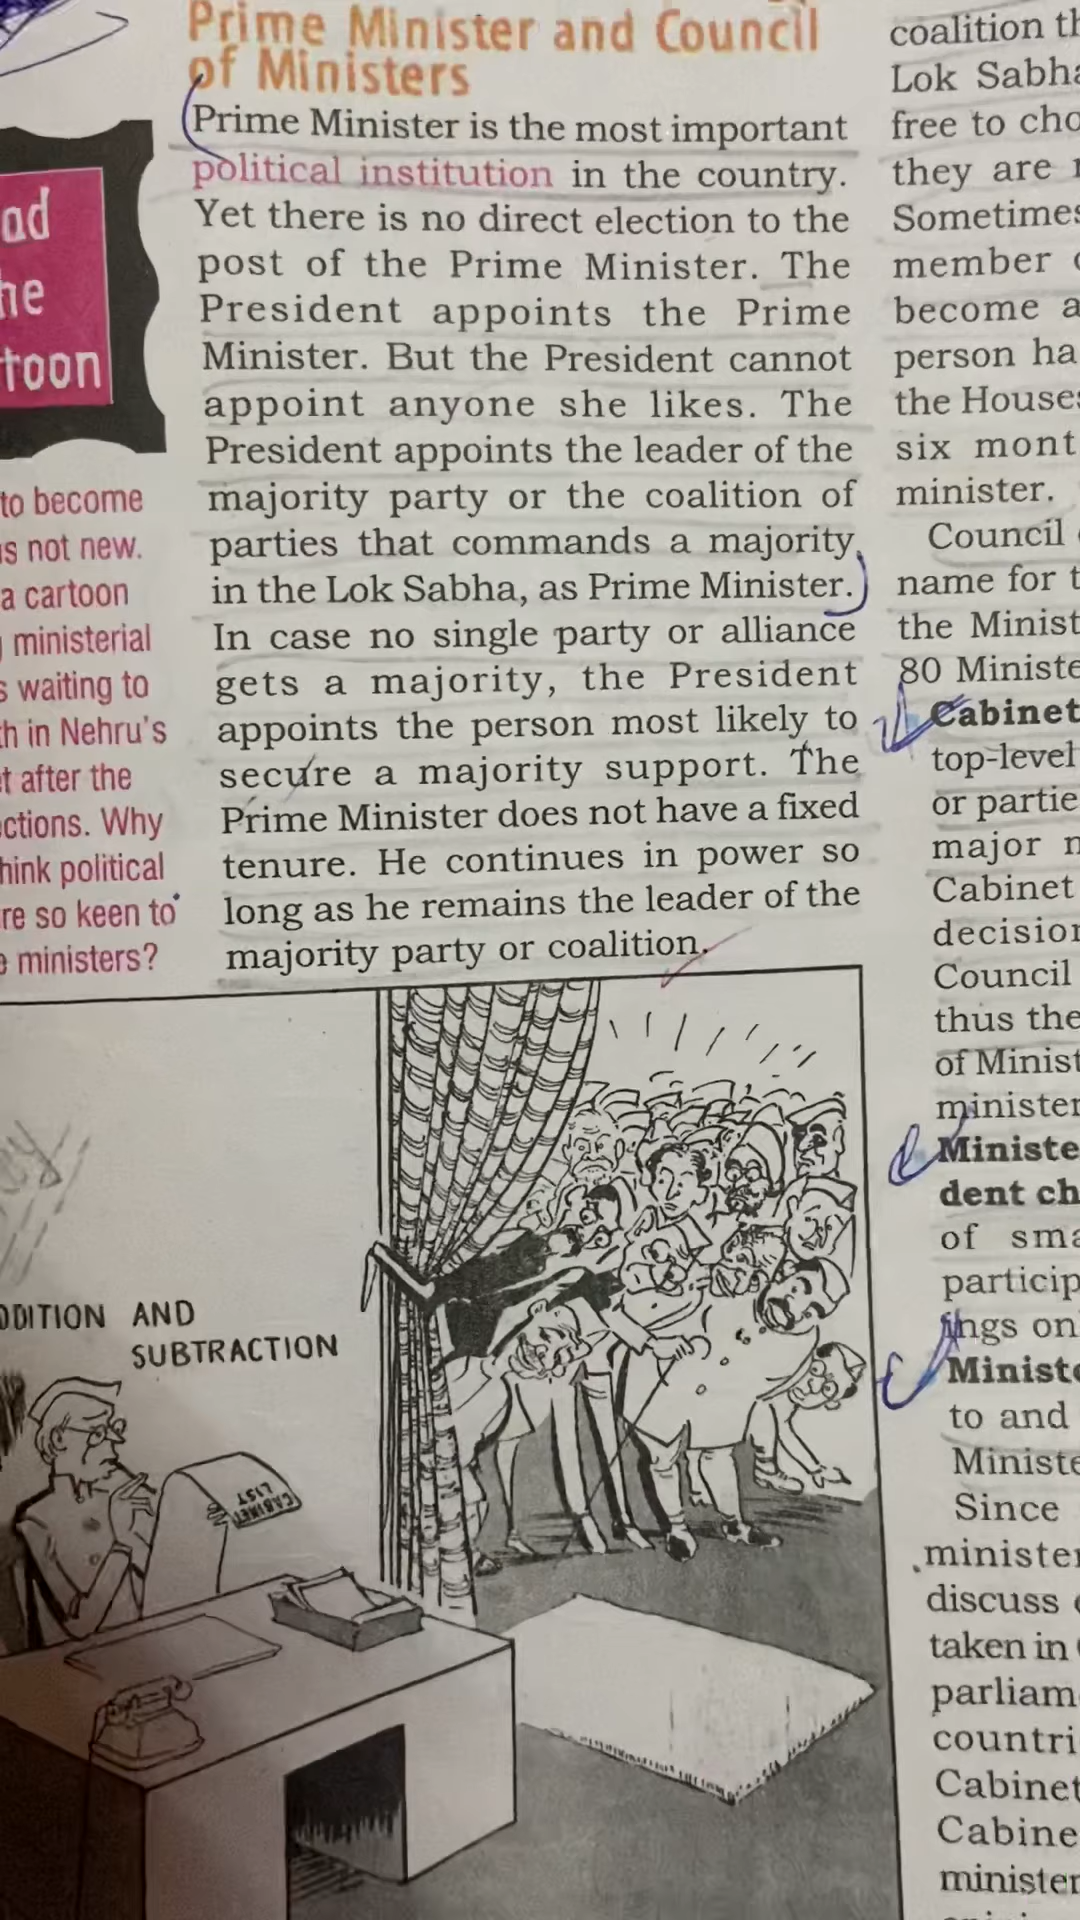 Prime Minister and Council
of Ministers
Prime Minister is the most important
political institution in the country.
Yet there is no direct election to the
post of the Prime Minister. The
President appoints the Prime
Minister. But the President cannot
appoint anyone she likes. The
President appoints the leader of the
majority party or the coalition of
parties that commands a majority
in the Lok Sabha, as Prime Minister.
In case no single party or alliance
gets a majority, the President
appoints the person most likely to
secure a majority support. The
Prime Minister does not have a fixed
tenure. He continues in power so
long as he remains the leader of the
majority party or coalition.
ad
he
toon
to become
s not new.
a cartoon
ministerial
s waiting to
th in Nehru's
t after the
ctions. Why
hink political
re so keen to
e ministers?
DDITION AND
SUBTRACTION
CABINET
LIST
coalition th
Lok Sabha
free to cho
they are
Sometimes
member
become a
person ha
the Houses
six mont
minister.
Council
name for t
the Minist
80 Ministe
Cabinet
top-level
or partie
major
Cabinet
decision
Council
thus the
of Minist
minister
Ministe
dent ch
of sma
particip
ings on
Ministe
to and
Ministe
Since
minister
discuss
taken in
parliam
countri
Cabinet
Cabine
minister